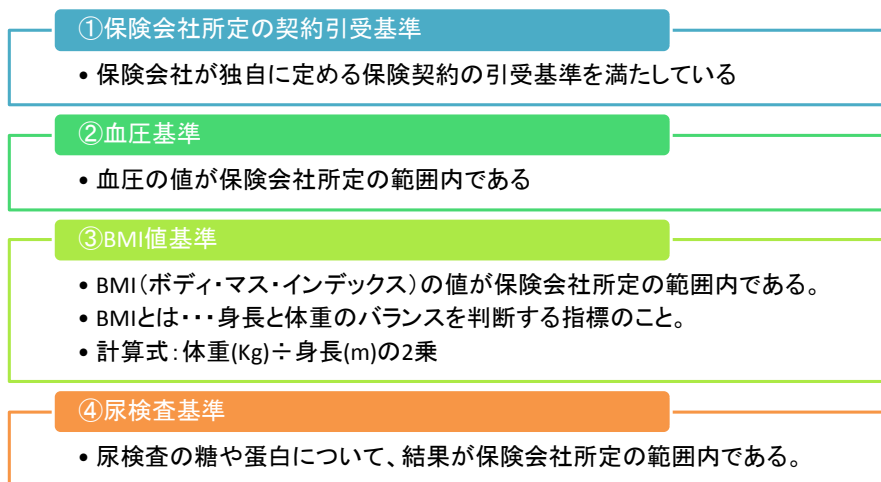 ①保険会社所定の契約引受基準
• 保険会社が独自に定める保険契約の引受基準を満たしている
②血圧基準
• 血圧の値が保険会社所定の範囲内である
③BMI値基準
• BMI(ボディ・マス・インデックス)の値が保険会社所定の範囲内である。
• BMIとは・・・身長と体重のバランスを判断する指標のこと。
• 計算式:体重(Kg)÷身長(m)の2乗
④尿検査基準
• 尿検査の糖や蛋白について、結果が保険会社所定の範囲内である。